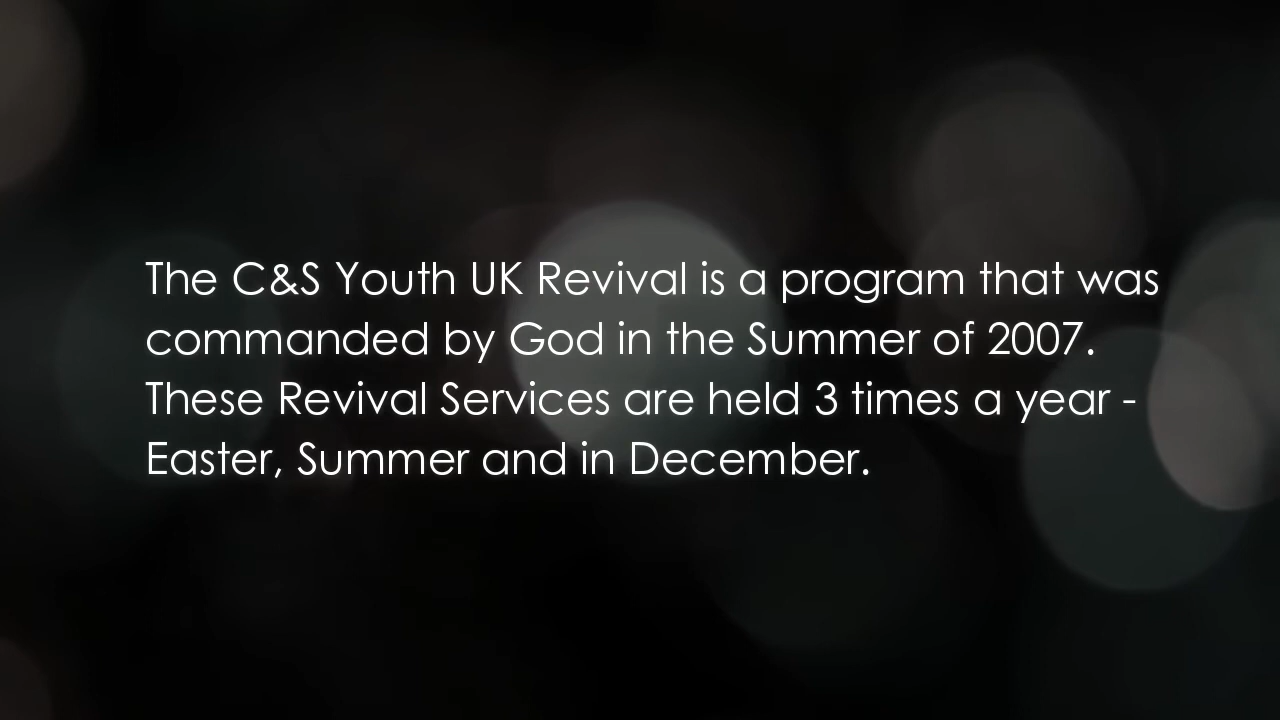 The C&S Youth UK Revival is a program that was
commanded by God in the Summer of 2007.
These Revival Services are held 3 times a year -
Easter, Summer and in December.